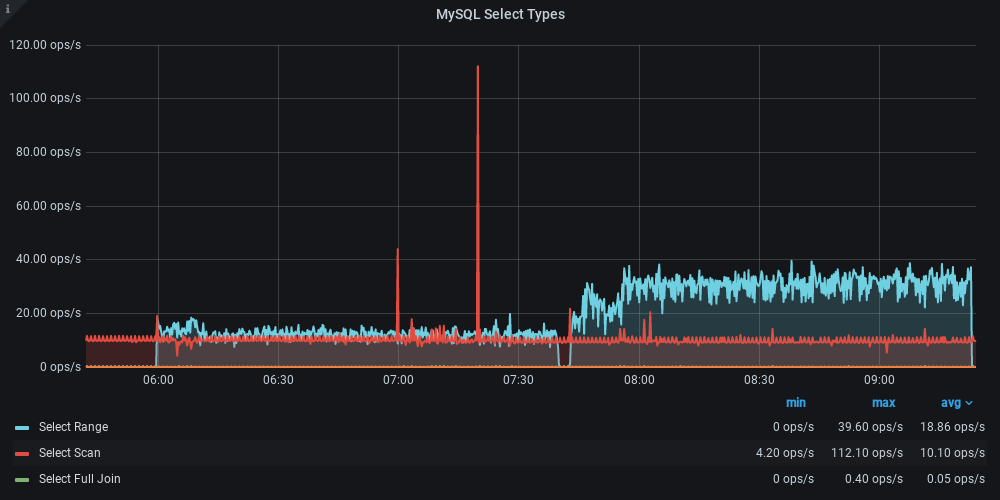 i
MySQL Select Types
120.00 ops/s
100.00 ops/s
80.00 ops/s
60.00 ops/s
40.00 ops/s
20.00 ops/s
0 ops/s
06:00 06:30 07:00 07:30 08:00 08:30 09:00
min max avg
Select Range 0 ops/s 39.60 ops/s 18.86 ops/s
Select Scan 4.20 ops/s 112.10 ops/s 10.10 ops/s
Select Full Join 0 ops/s 0.40 ops/s 0.05 ops/s